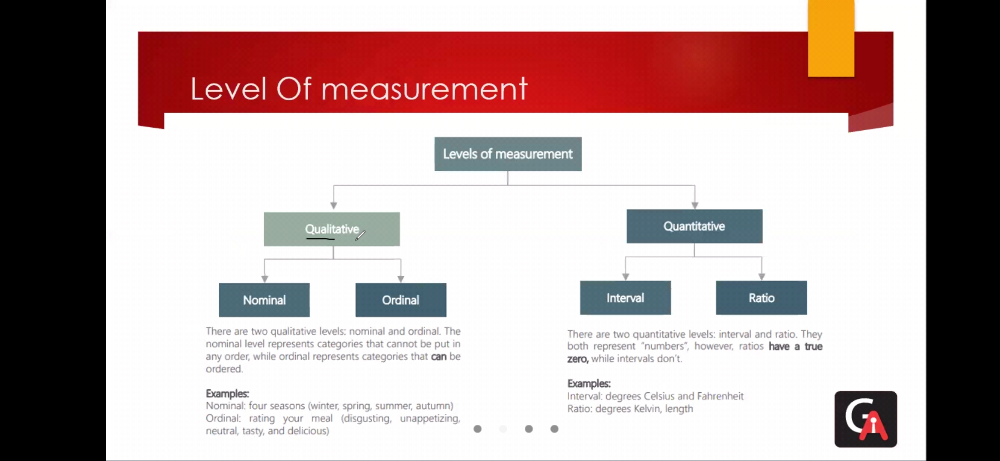 Level Of measurement
Levels of measurement
Qualitative
Quantitative
Nominal
Ordinal
Interval
Ratio
There are two qualitative levels: nominal and ordinal. The
nominal level represents categories that cannot be put in
any order, while ordinal represents categories that can be
ordered.
Examples:
Nominal: four seasons (winter, spring, summer, autumn)
Ordinal: rating your meal (disgusting, unappetizing,
neutral, tasty, and delicious)
There are two quantitative levels: interval and ratio. They
both represent “numbers”, however, ratios have a true
zero, while intervals don’t.
Examples:
Interval: degrees Celsius and Fahrenheit
Ratio: degrees Kelvin, length
GA